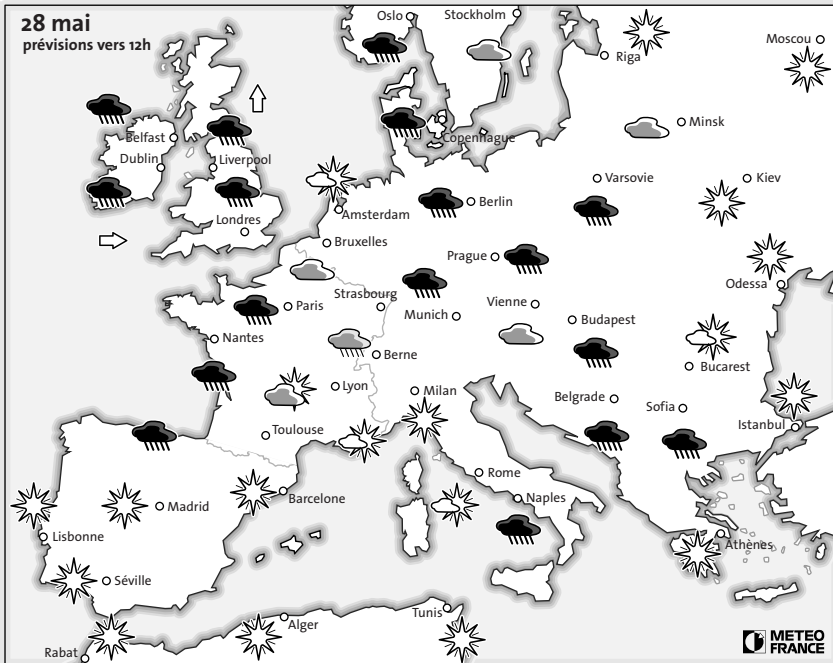 28 mai
prévisions vers 12h
Oslo
Stockholm
Moscou
Riga
Minsk
Belfast
Copenhague
Dublin
Liverpool
Varsovie
Kiev
Londres
Amsterdam
Berlin
Bruxelles
Prague
Odessa
Strasbourg
Paris
Munich
Vienne
Budapest
Nantes
Berne
Bucarest
Lyon
Milan
Belgrade
Sofia
Toulouse
Istanbul
Rome
Barcelone
Naples
Madrid
Lisbonne
Athènes
Séville
Tunis
Alger
Rabat
METEO
FRANCE